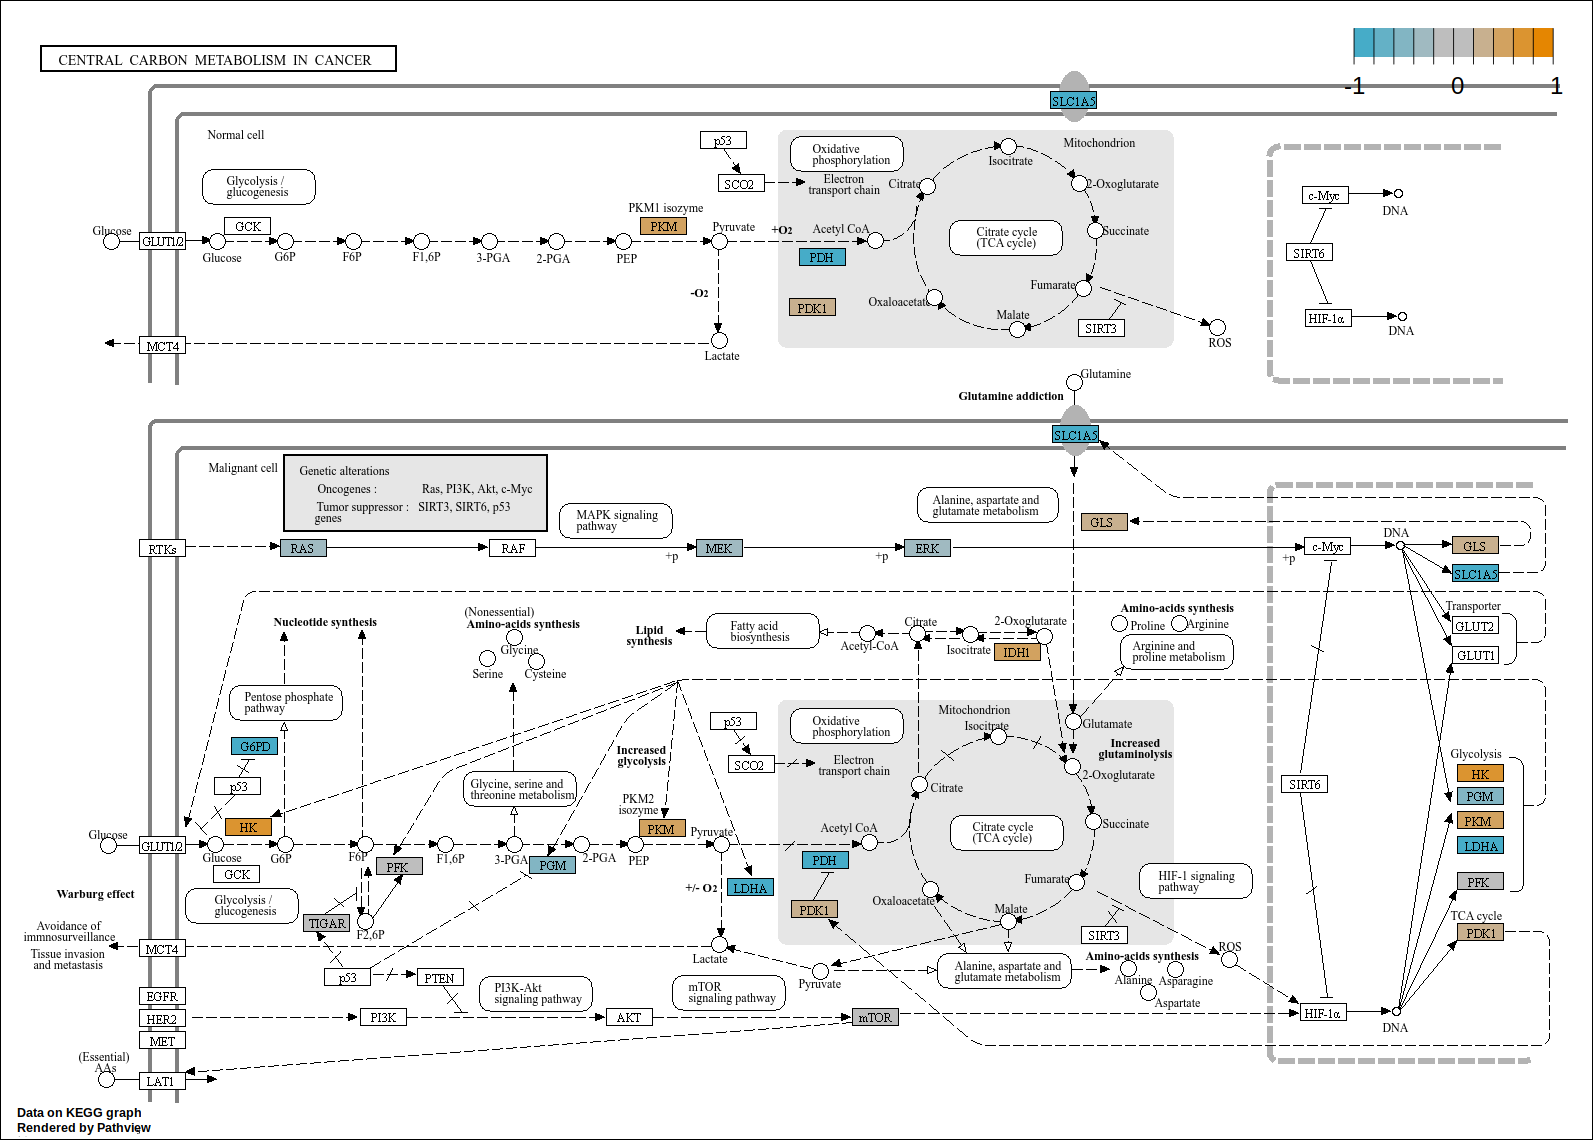 CENTRAL CARBON METABOLISM IN CANCER
-1 0 1
SLC1A5
Normal cell
p53
Oxidative
phosphorylation
Mitochondrion
Isocitrate
Glycolysis /
glucogenesis
SCO2
Electron
transport chain
Citrate
2-Oxoglutarate
c-Myc
DNA
PKM1 isozyme
GCK
PKM
Glucose
GLUT1/2
Pyruvate
+O2
Acetyl CoA
Citrate cycle
(TCA cycle)
Succinate
SIRT6
Glucose
G6P
F6P
F1,6P
3-PGA
2-PGA
PEP
PDH
-O2
Fumarate
Oxaloacetate
PDK1
Malate
SIRT3
HIF-1α
DNA
MCT4
Lactate
ROS
Glutamine
Glutamine addiction
SLC1A5
Malignant cell
Genetic alterations
Oncogenes : Ras, PI3K, Akt, c-Myc
Tumor suppressor : SIRT3, SIRT6, p53
genes
MAPK signaling
pathway
Alanine, aspartate and
glutamate metabolism
GLS
RTKs
RAS
RAF
+p
MEK
+p
ERK
+p
c-Myc
DNA
GLS
SLC1A5
Nucleotide synthesis
(Nonessential)
Amino-acids synthesis
Glycine
Serine
Cysteine
Lipid
synthesis
Fatty acid
biosynthesis
Acetyl-CoA
Citrate
Isocitrate
2-Oxoglutarate
IDH1
Amino-acids synthesis
Proline
Arginine
Arginine and
proline metabolism
Transporter
GLUT2
GLUT1
Pentose phosphate
pathway
G6PD
p53
Increased
glycolysis
p53
SCO2
Oxidative
phosphorylation
Electron
transport chain
Mitochondrion
Isocitrate
Glutamate
Increased
glutaminolysis
2-Oxoglutarate
Glycolysis
HK
PGM
PKM
LDHA
PFK
SIRT6
Glycine, serine and
threonine metabolism
PKM2
isozyme
PKM
Citrate
HK
Glucose
GLUT1/2
Glucose
G6P
F6P
PFK
F1,6P
3-PGA
PGM
2-PGA
PEP
Pyruvate
Acetyl CoA
PDH
Citrate cycle
(TCA cycle)
Succinate
GCK
Warburg effect
Glycolysis /
glucogenesis
TIGAR
F2,6P
+/- O2
LDHA
PDK1
Oxaloacetate
Fumarate
Malate
SIRT3
HIF-1 signaling
pathway
TCA cycle
PDK1
Avoidance of
immnosurveillance
Tissue invasion
and metastasis
MCT4
Lactate
Pyruvate
Alanine, aspartate and
glutamate metabolism
Amino-acids synthesis
Alanine
Asparagine
Aspartate
ROS
p53
PTEN
PI3K-Akt
signaling pathway
mTOR
signaling pathway
EGFR
HER2
MET
PI3K
AKT
mTOR
HIF-1α
DNA
(Essential)
AAs
LAT1
Data on KEGG graph
Rendered by Pathview